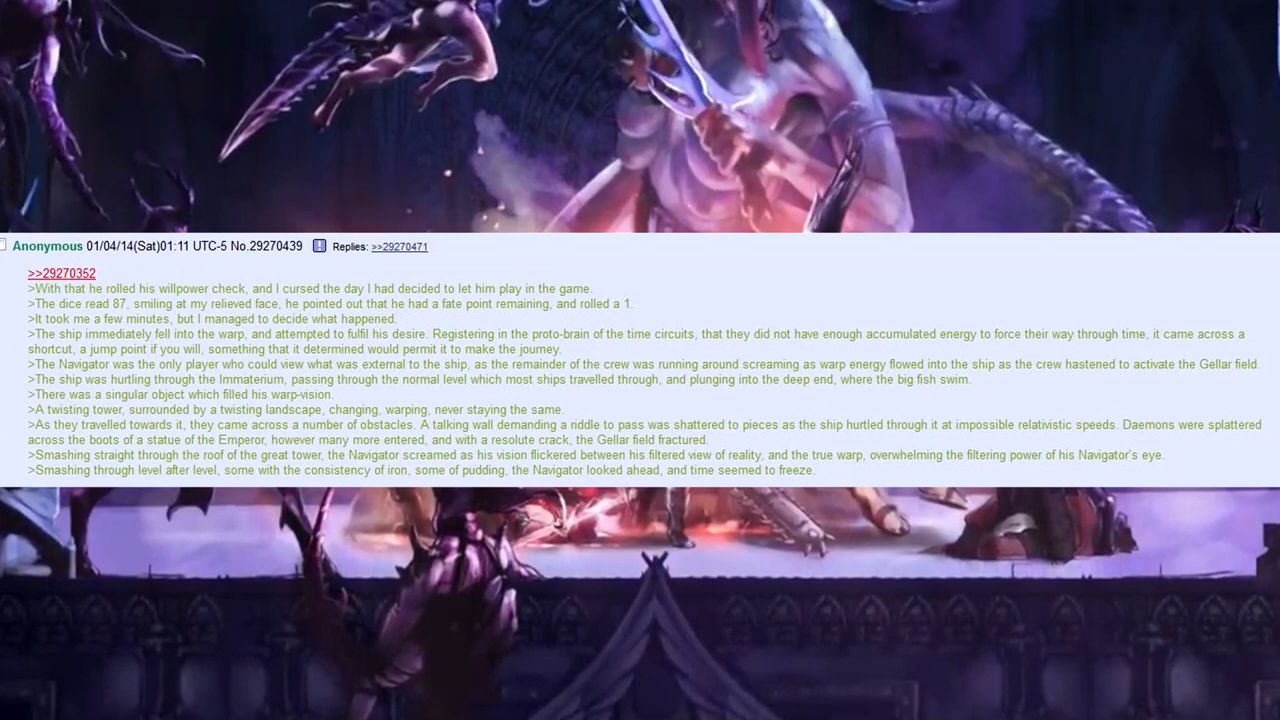 Anonymous 01/04/14(Sat)01:11 UTC-5 No.29270439 Replies: >>29270471
>>29270352
>With that he rolled his willpower check, and I cursed the day I had decided to let him play in the game.
>The dice read 87, smiling at my relieved face, he pointed out that he had a fate point remaining, and rolled a 1.
>It took me a few minutes, but I managed to decide what happened.
>The ship immediately fell into the warp, and attempted to fulfil his desire. Registering in the proto-brain of the time circuits, that they did not have enough accumulated energy to force their way through time, it came across a
shortcut, a jump point if you will, something that it determined would permit it to make the journey.
>The Navigator was the only player who could view what was external to the ship, as the remainder of the crew was running around screaming as warp energy flowed into the ship as the crew hastened to activate the Gellar field.
>The ship was hurtling through the Immaterium, passing through the normal level which most ships travelled through, and plunging into the deep end, where the big fish swim.
>There was a singular object which filled his warp-vision.
>A twisting tower, surrounded by a twisting landscape, changing, warping, never staying the same.
>As they travelled towards it, they came across a number of obstacles. A talking wall demanding a riddle to pass was shattered to pieces as the ship hurtled through it at impossible relativistic speeds. Daemons were splattered
across the boots of a statue of the Emperor, however many more entered, and with a resolute crack, the Gellar field fractured.
>Smashing straight through the roof of the great tower, the Navigator screamed as his vision flickered between his filtered view of reality, and the true warp, overwhelming the filtering power of his Navigator's eye.
>Smashing through level after level, some with the consistency of iron, some of pudding, the Navigator looked ahead, and time seemed to freeze.